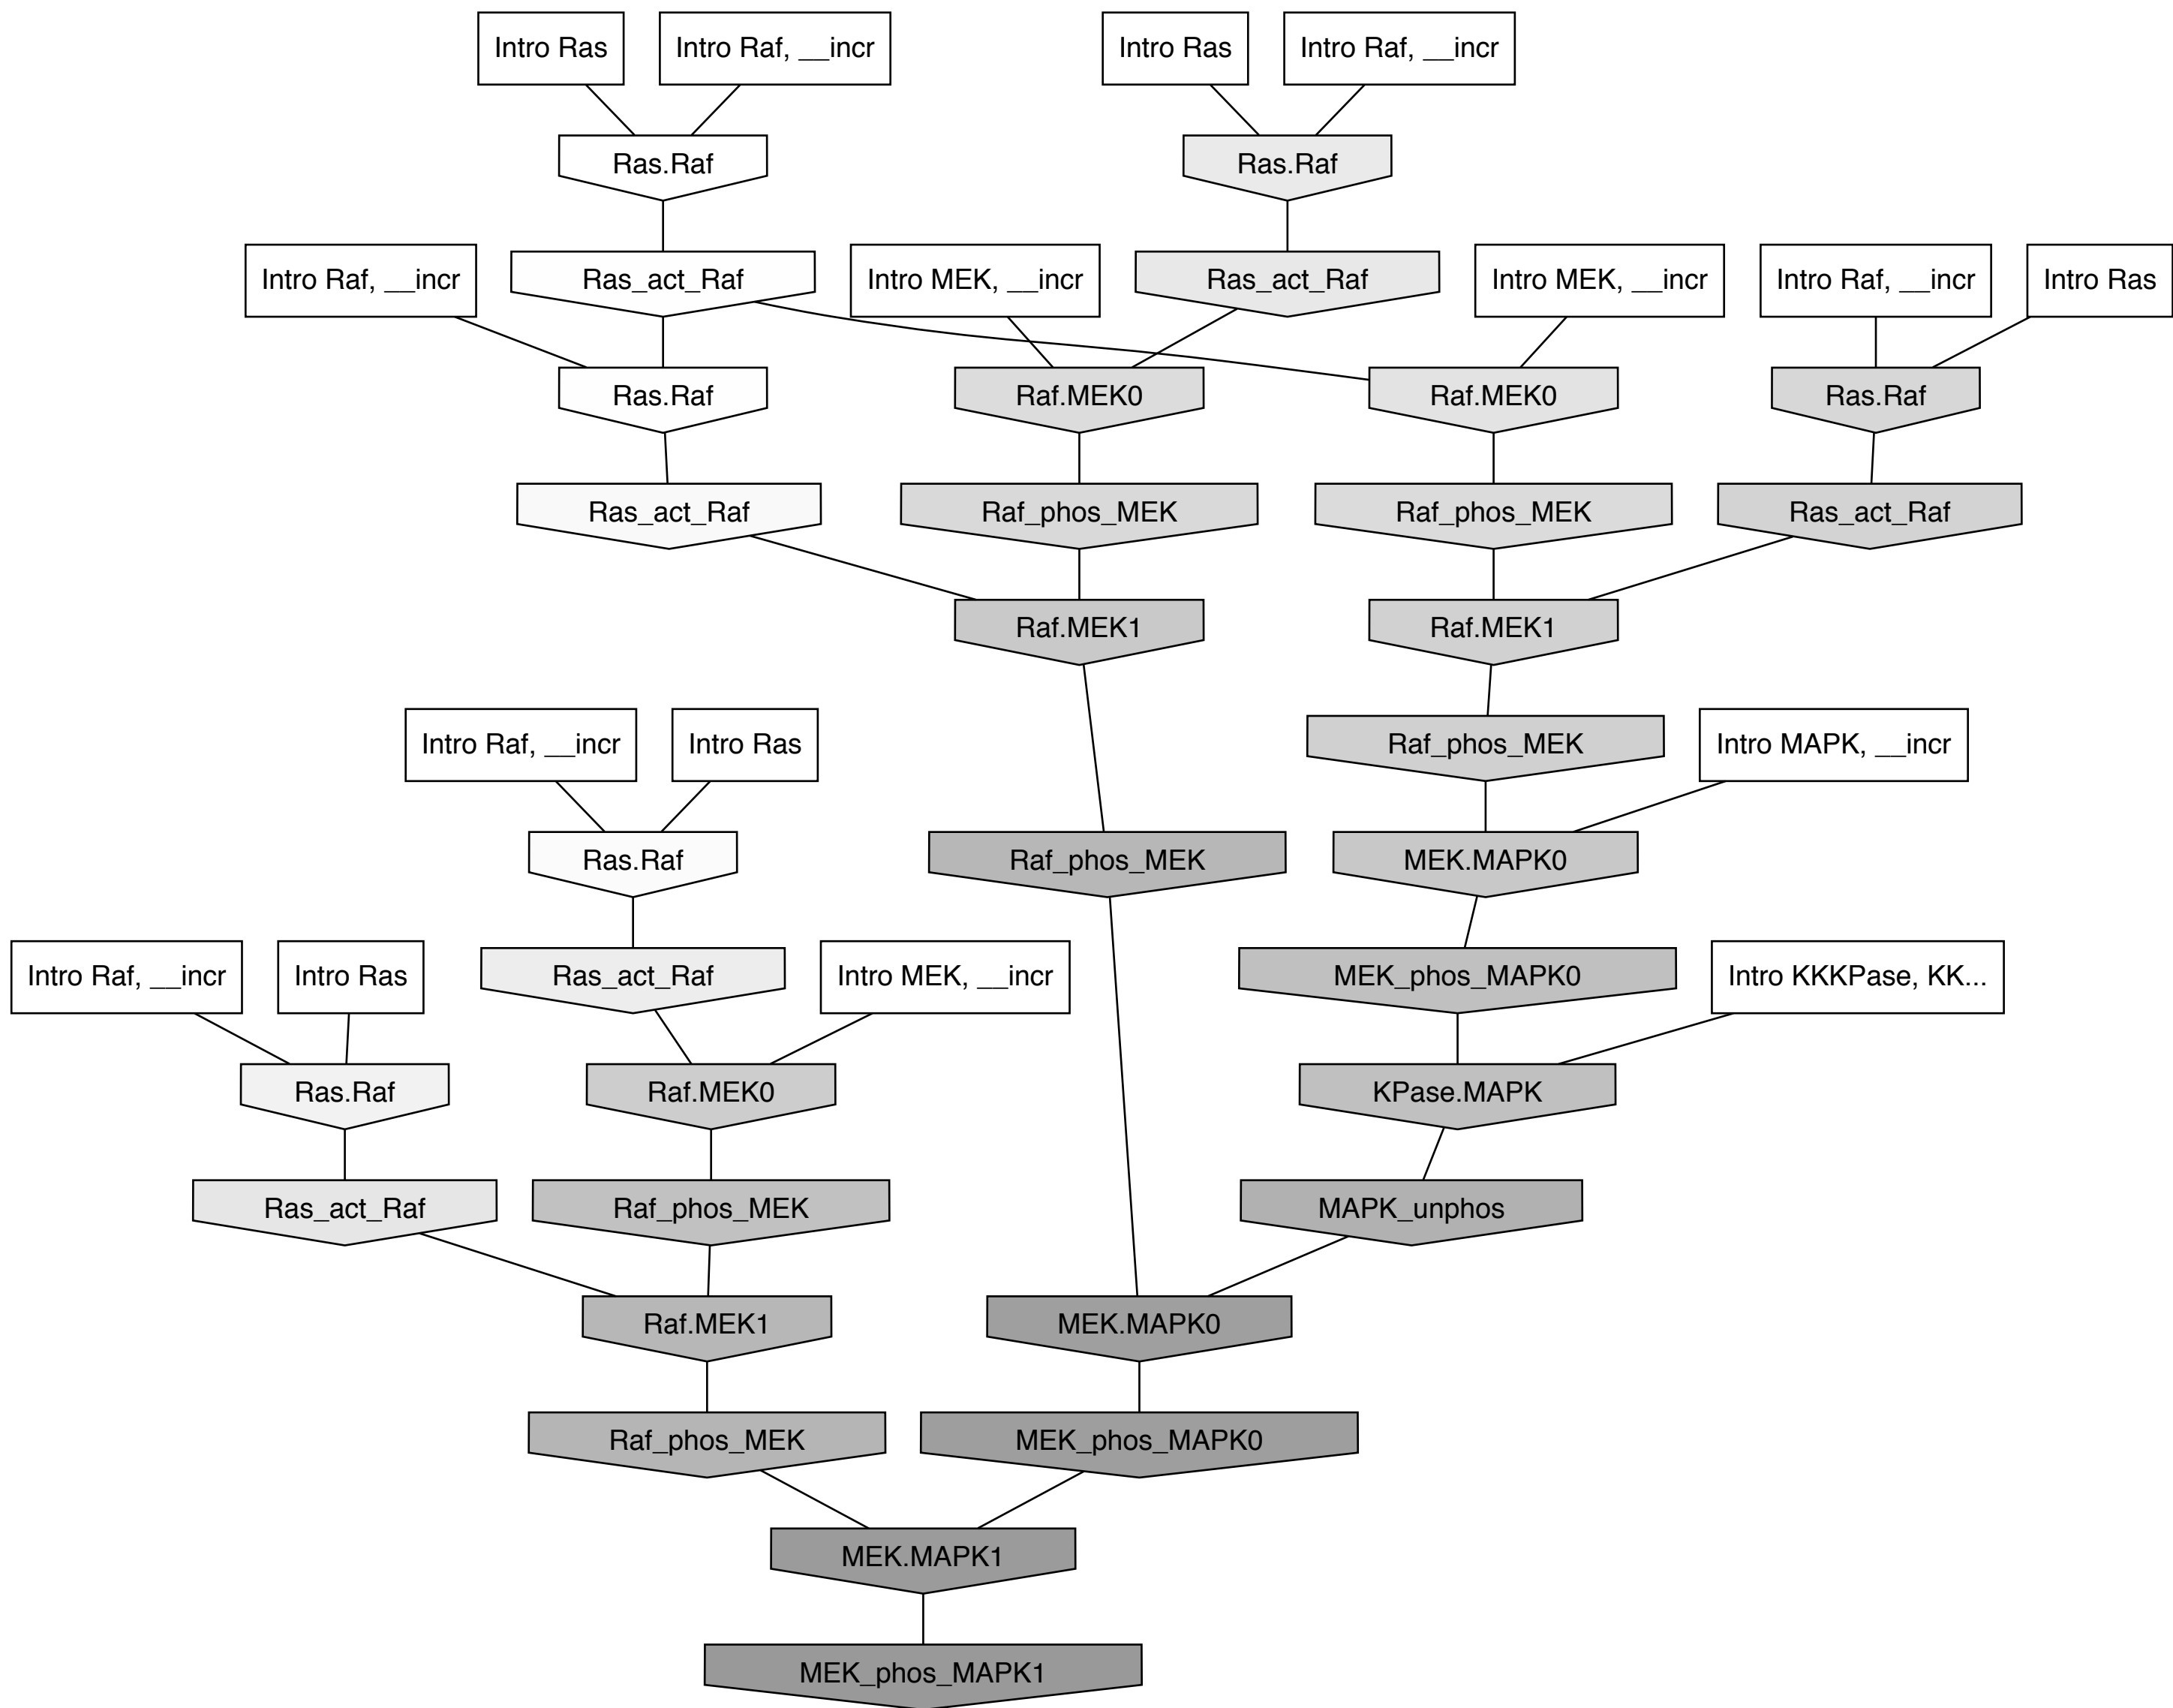 Intro Ras
Intro Raf, __incr
Intro Ras
Intro Raf, __incr
Ras.Raf
Ras.Raf
Intro Raf, __incr
Ras_act_Raf
Intro MEK, __incr
Ras_act_Raf
Intro MEK, __incr
Intro Raf, __incr
Intro Ras
Ras.Raf
Raf.MEK0
Raf.MEK0
Ras.Raf
Ras_act_Raf
Raf_phos_MEK
Raf_phos_MEK
Ras_act_Raf
Raf.MEK1
Raf.MEK1
Intro Raf, __incr
Intro Ras
Raf_phos_MEK
Intro MAPK, __incr
Ras.Raf
Raf_phos_MEK
MEK.MAPK0
Intro Raf, __incr
Intro Ras
Ras_act_Raf
Intro MEK, __incr
MEK_phos_MAPK0
Intro KKKPase, KK...
Ras.Raf
Raf.MEK0
KPase.MAPK
Ras_act_Raf
Raf_phos_MEK
MAPK_unphos
Raf.MEK1
MEK.MAPK0
Raf_phos_MEK
MEK_phos_MAPK0
MEK.MAPK1
MEK_phos_MAPK1